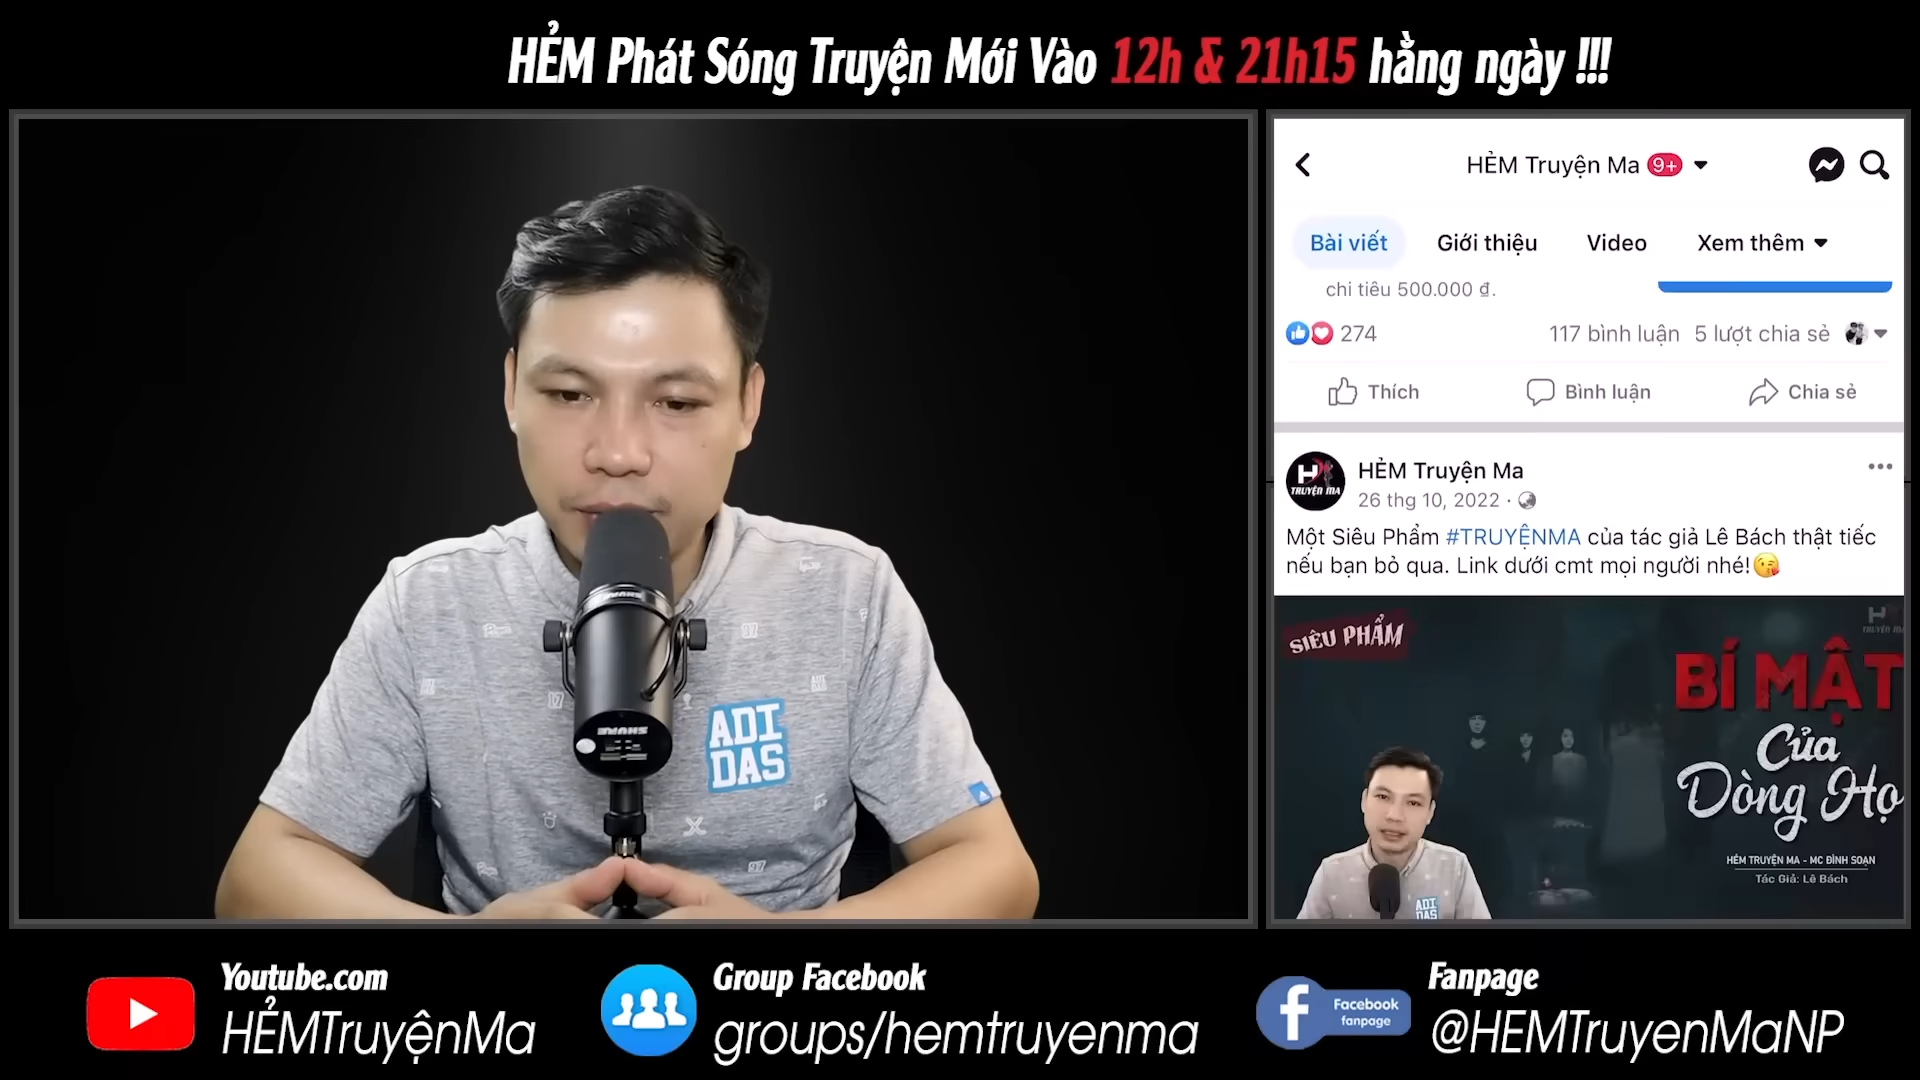 HẺM Phát Sóng Truyện Mới Vào 12h & 21h15 hằng ngày !!!
HẺM Truyện Ma 9+
Bài viết Giới thiệu Video Xem thêm
chi tiêu 500.000 ₫.
274 117 bình luận 5 lượt chia sẻ
Thích Bình luận Chia sẻ
HẺM Truyện Ma
26 thg 10, 2022
Một Siêu Phẩm #TRUYỆNMA của tác giả Lê Bách thật tiếc
nếu bạn bỏ qua. Link dưới cmt mọi người nhé!😘
H
TRUYỆN MA
SIÊU PHẨM
BÍ MẬT
Của
Dòng Họ
HẺM TRUYỆN MA - MC ĐÌNH SOẠN
Tác Giả: Lê Bách
ADI
DAS
ADI
DAS
SHURE
Youtube.com
HẺMTruyệnMa
Group Facebook
groups/hemtruyenma
Facebook
fanpage
Fanpage
@HEMTruyenMaNP